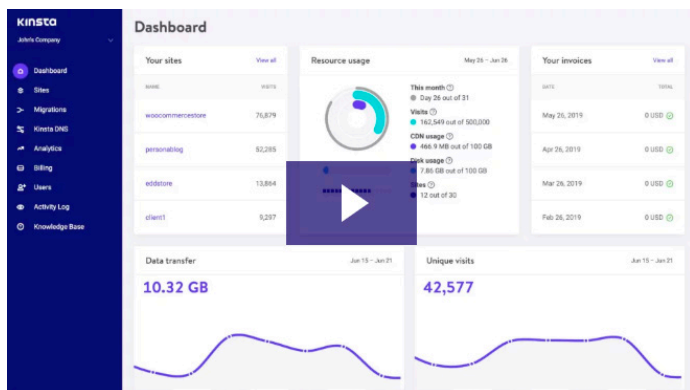 Kinsta
John's Company
Dashboard
Sites
Migrations
Kinsta DNS
Analytics
Billing
Users
Activity Log
Knowledge Base
Dashboard
Your sites View all
NAME VISITS
woocommercestore 76,879
personalblog 52,285
eddstore 13,864
client1 9,297
Resource usage May 26 – Jun 26
This month
Day 26 out of 31
Visits
162,549 out of 500,000
CDN usage
466.9 MB out of 100 GB
Disk usage
7.86 GB out of 100 GB
Sites
12 out of 30
Your invoices View all
DATE TOTAL
May 26, 2019 0 USD
Apr 26, 2019 0 USD
Mar 26, 2019 0 USD
Feb 26, 2019 0 USD
Data transfer Jun 15 – Jun 21
10.32 GB
Unique visits Jun 15 – Jun 21
42,577